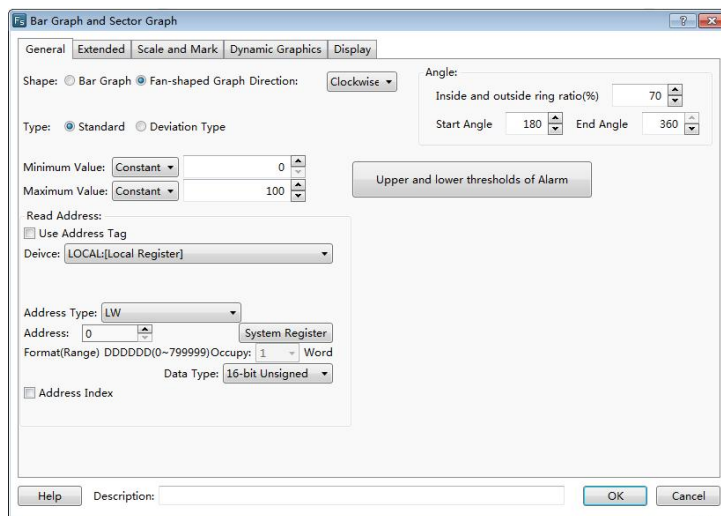 Fs Bar Graph and Sector Graph ?
General Extended Scale and Mark Dynamic Graphics Display
Shape: Bar Graph Fan-shaped Graph Direction: Clockwise
Angle:
Inside and outside ring ratio(%) 70
Start Angle 180 End Angle 360
Type: Standard Deviation Type
Minimum Value: Constant 0
Maximum Value: Constant 100
Upper and lower thresholds of Alarm
Read Address:
Use Address Tag
Deivce: LOCAL:[Local Register]
Address Type: LW
Address: 0 System Register
Format(Range) DDDDDD(0~799999) Occupy: 1 Word
Data Type: 16-bit Unsigned
Address Index
Help Description: OK Cancel